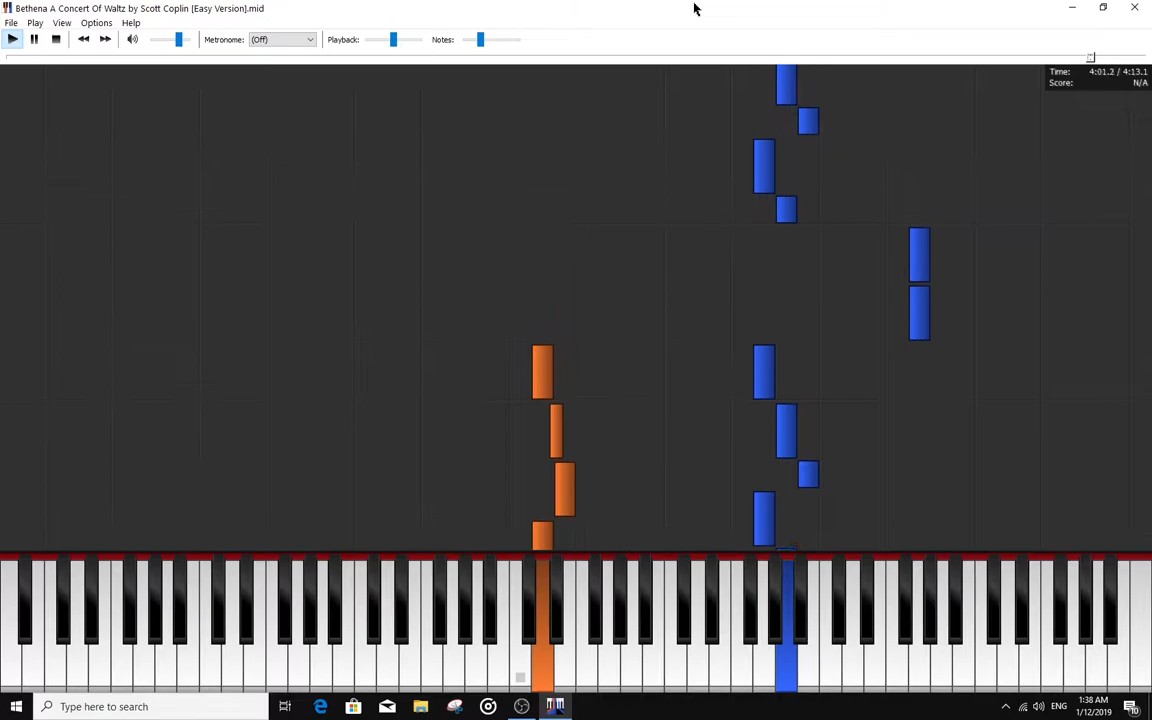 Bethena A Concert Of Waltz by Scott Coplin [Easy Version].mid
File Play View Options Help
Metronome: (Off) Playback: Notes:
Time: 4:01.2 / 4:13.1
Score: N/A
Type here to search
ENG
1:38 AM
1/12/2019
10